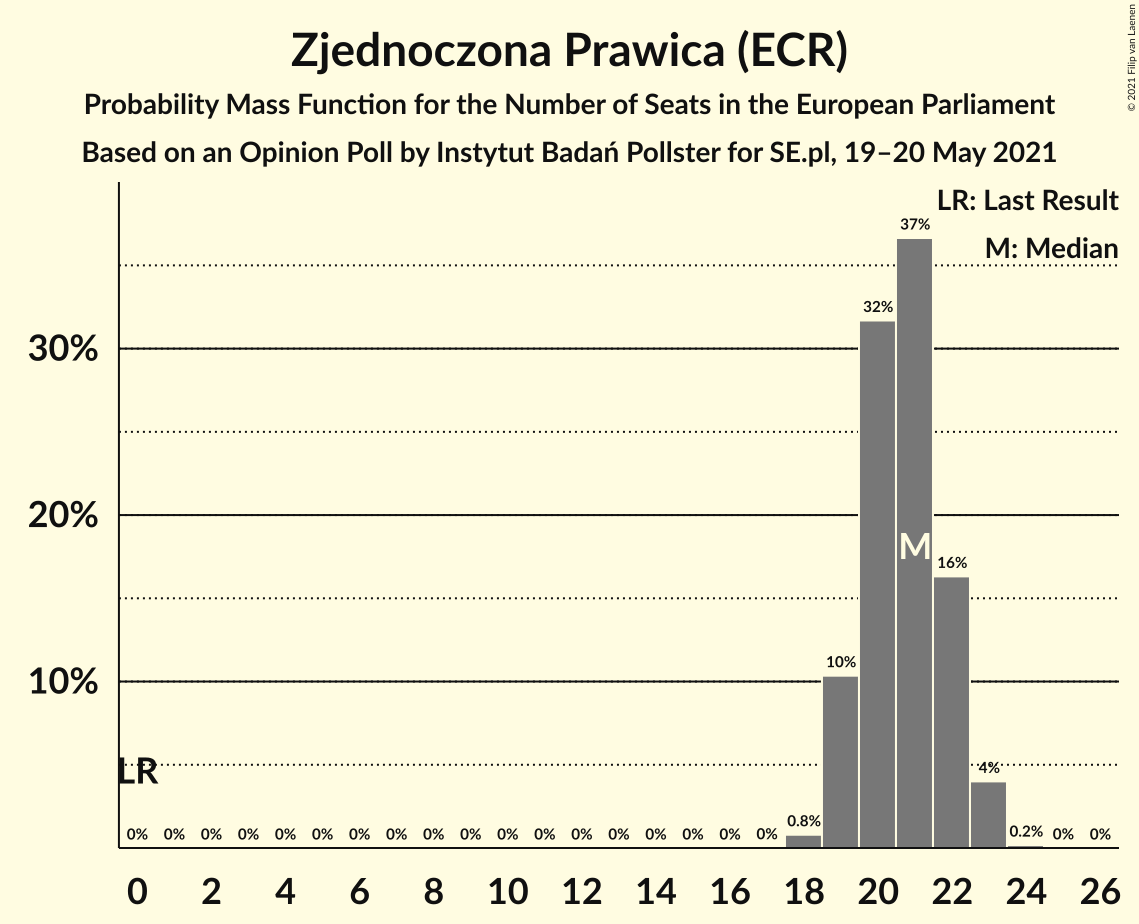 Zjednoczona Prawica (ECR)
Probability Mass Function for the Number of Seats in the European Parliament
Based on an Opinion Poll by Instytut Badań Pollster for SE.pl, 19–20 May 2021
© 2021 Filip van Laenen
LR: Last Result
M: Median
37%
32%
30%
20%
M
16%
10%
10%
LR
4%
0% 0% 0% 0% 0% 0% 0% 0% 0% 0% 0% 0% 0% 0% 0% 0% 0% 0% 0.8% 0.2% 0% 0%
0 2 4 6 8 10 12 14 16 18 20 22 24 26